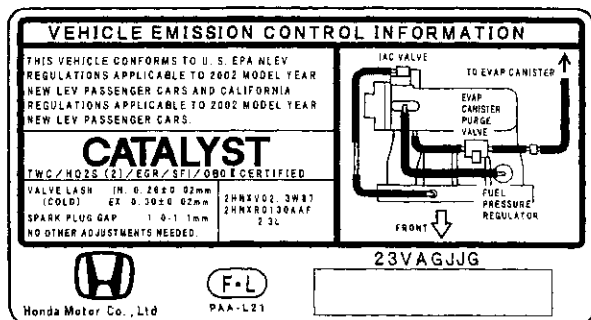 VEHICLE EMISSION CONTROL INFORMATION
THIS VEHICLE CONFORMS TO U.S. EPA NLEV
REGULATIONS APPLICABLE TO 2002 MODEL YEAR
NEW LEV PASSENGER CARS AND CALIFORNIA
REGULATIONS APPLICABLE TO 2002 MODEL YEAR
NEW LEV PASSENGER CARS.
CATALYST
TWC/HO2S (2)/EGR/SFI/OBD II CERTIFIED
VALVE LASH IN. 0.26±0.02mm
(COLD) EX 0.30±0.02mm
SPARK PLUG GAP 1.0-1.1mm
NO OTHER ADJUSTMENTS NEEDED.
2HNXV02.3W87
2HNXR0130AAF
2.3L
IAC VALVE
TO EVAP CANISTER
EVAP
CANISTER
PURGE
VALVE
FUEL
PRESSURE
REGULATOR
FRONT
23VAGJJG
Honda Motor Co., Ltd
F·L
PAA-L21